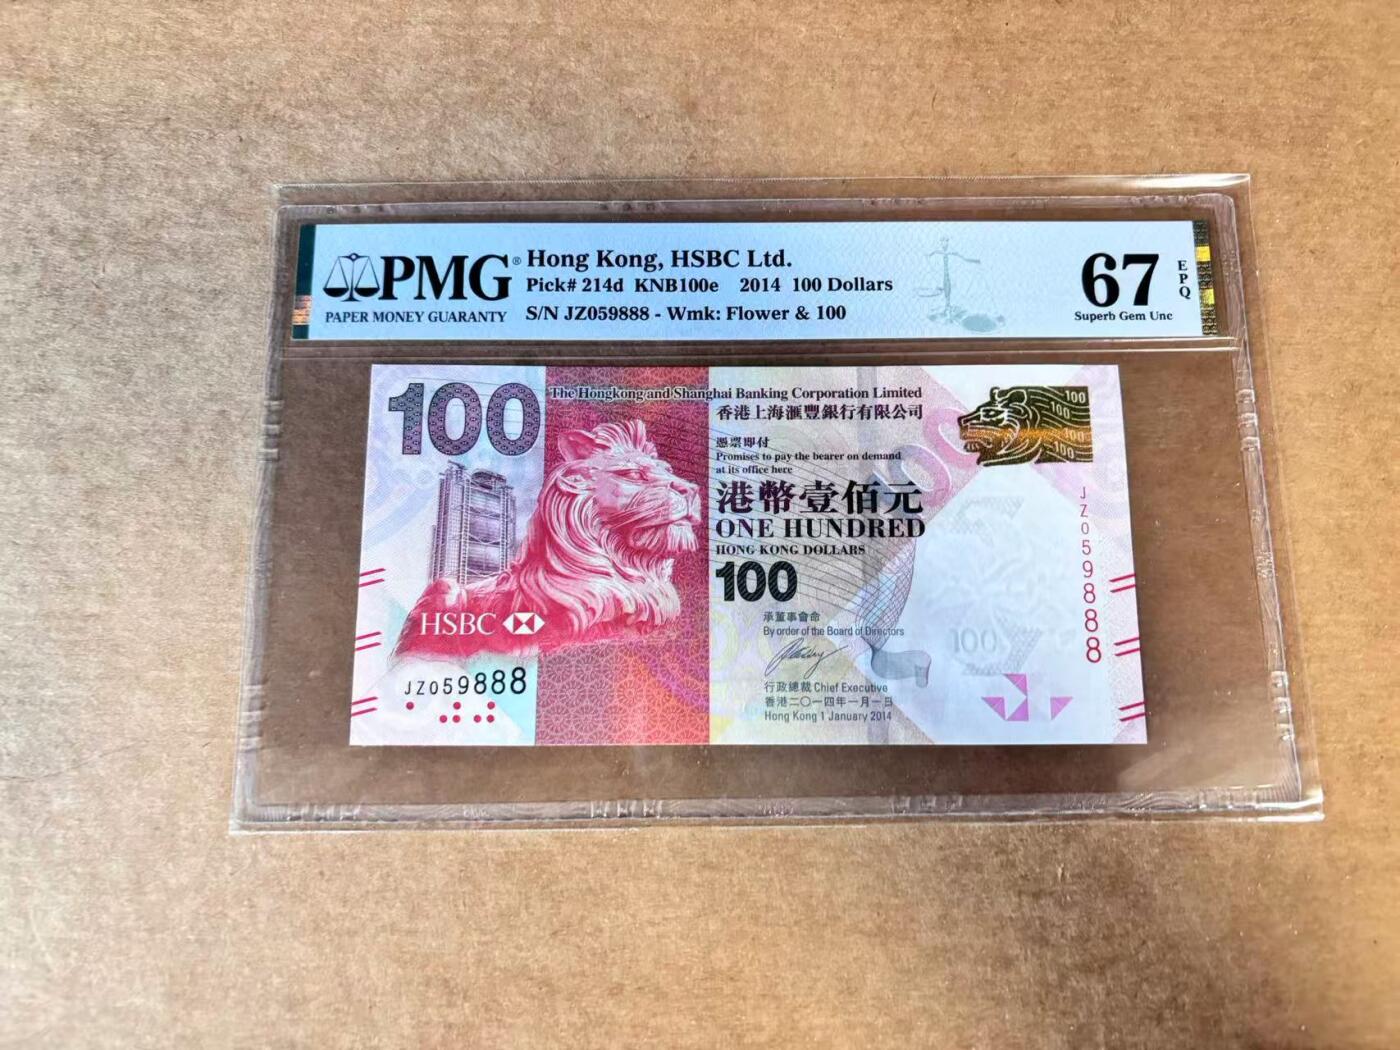 PMG®
PAPER MONEY GUARANTY
Hong Kong, HSBC Ltd.
Pick# 214d KNB100e 2014 100 Dollars
S/N JZ059888 - Wmk: Flower & 100
67
EPQ
Superb Gem Unc
100
The Hongkong and Shanghai Banking Corporation Limited
香港上海滙豐銀行有限公司
憑票即付
Promises to pay the bearer on demand
at its office here
港幣壹佰元
ONE HUNDRED
HONG KONG DOLLARS
100
承董事會命
By order of the Board of Directors
行政總裁 Chief Executive
香港二〇一四年一月一日
Hong Kong 1 January 2014
HSBC
JZ059888
100
100
100
100
JZ059888
100
100